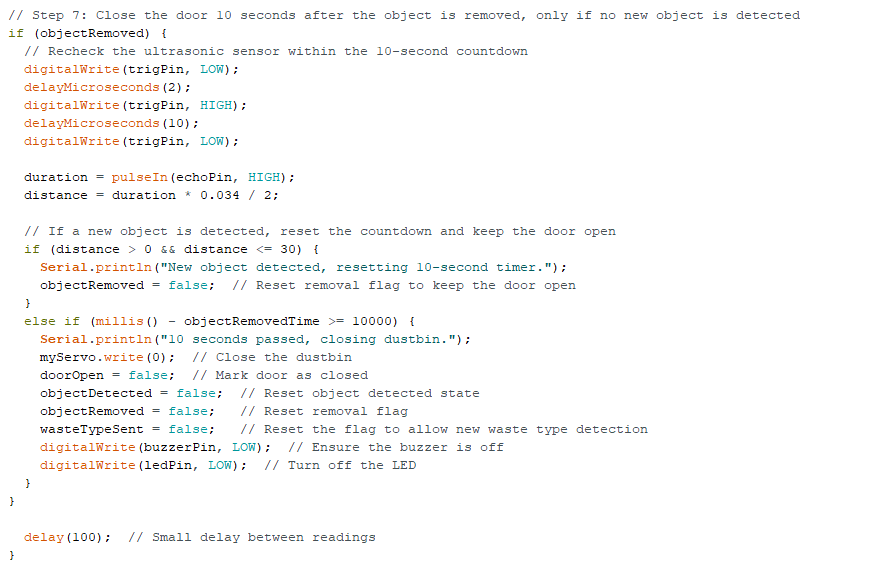 // Step 7: Close the door 10 seconds after the object is removed, only if no new object is detected
if (objectRemoved) {
  // Recheck the ultrasonic sensor within the 10-second countdown
  digitalWrite(trigPin, LOW);
  delayMicroseconds(2);
  digitalWrite(trigPin, HIGH);
  delayMicroseconds(10);
  digitalWrite(trigPin, LOW);

  duration = pulseIn(echoPin, HIGH);
  distance = duration * 0.034 / 2;

  // If a new object is detected, reset the countdown and keep the door open
  if (distance > 0 && distance <= 30) {
    Serial.println("New object detected, resetting 10-second timer.");
    objectRemoved = false;  // Reset removal flag to keep the door open
  }
  else if (millis() - objectRemovedTime >= 10000) {
    Serial.println("10 seconds passed, closing dustbin.");
    myServo.write(0);  // Close the dustbin
    doorOpen = false;  // Mark door as closed
    objectDetected = false;  // Reset object detected state
    objectRemoved = false;   // Reset removal flag
    wasteTypeSent = false;   // Reset the flag to allow new waste type detection
    digitalWrite(buzzerPin, LOW);  // Ensure the buzzer is off
    digitalWrite(ledPin, LOW);  // Turn off the LED
  }
}

  delay(100);  // Small delay between readings
}